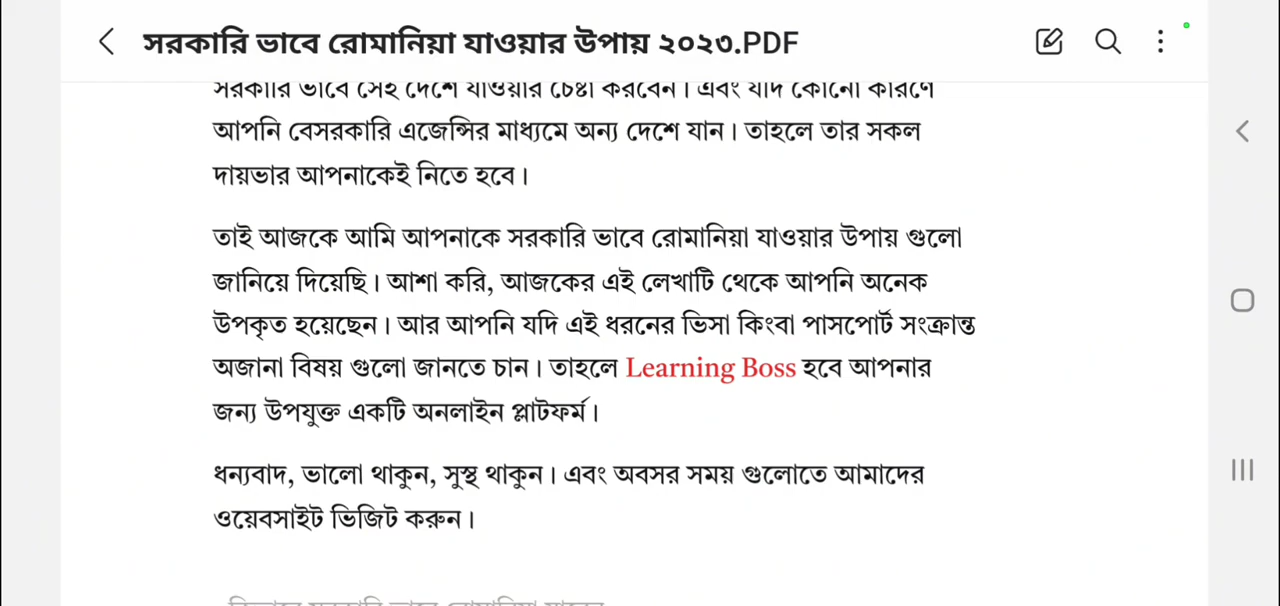 সরকারি ভাবে রোমানিয়া যাওয়ার উপায় ২০২৩.PDF
সরকারি ভাবে সেই দেশে যাওয়ার চেষ্টা করবেন। এবং যদি কোনো কারণে
আপনি বেসরকারি এজেন্সির মাধ্যমে অন্য দেশে যান। তাহলে তার সকল
দায়ভার আপনাকেই নিতে হবে।
তাই আজকে আমি আপনাকে সরকারি ভাবে রোমানিয়া যাওয়ার উপায় গুলো
জানিয়ে দিয়েছি। আশা করি, আজকের এই লেখাটি থেকে আপনি অনেক
উপকৃত হয়েছেন। আর আপনি যদি এই ধরনের ভিসা কিংবা পাসপোর্ট সংক্রান্ত
অজানা বিষয় গুলো জানতে চান। তাহলে Learning Boss হবে আপনার
জন্য উপযুক্ত একটি অনলাইন প্লাটফর্ম।
ধন্যবাদ, ভালো থাকুন, সুস্থ থাকুন। এবং অবসর সময় গুলোতে আমাদের
ওয়েবসাইট ভিজিট করুন।